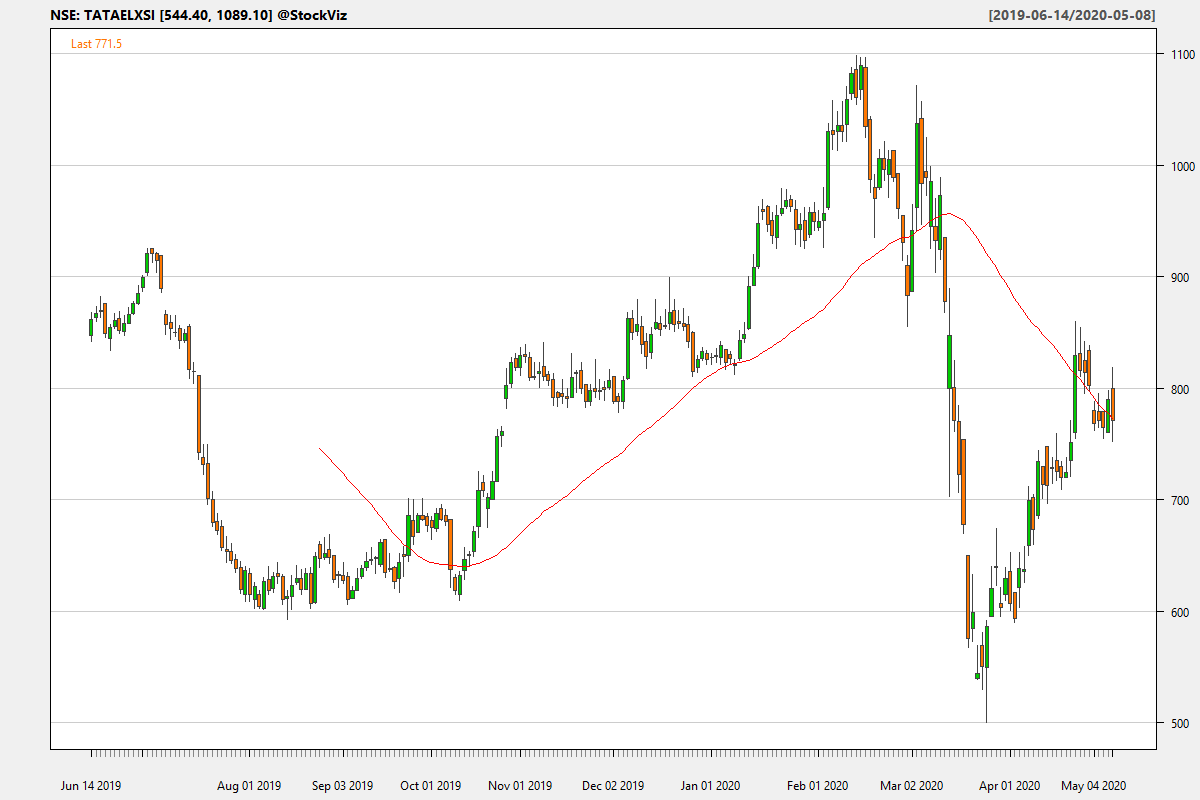 NSE: TATAELXSI [544.40, 1089.10] @StockViz
[2019-06-14/2020-05-08]
Last 771.5
1100
1000
900
800
700
600
500
Jun 14 2019
Aug 01 2019
Sep 03 2019
Oct 01 2019
Nov 01 2019
Dec 02 2019
Jan 01 2020
Feb 01 2020
Mar 02 2020
Apr 01 2020
May 04 2020